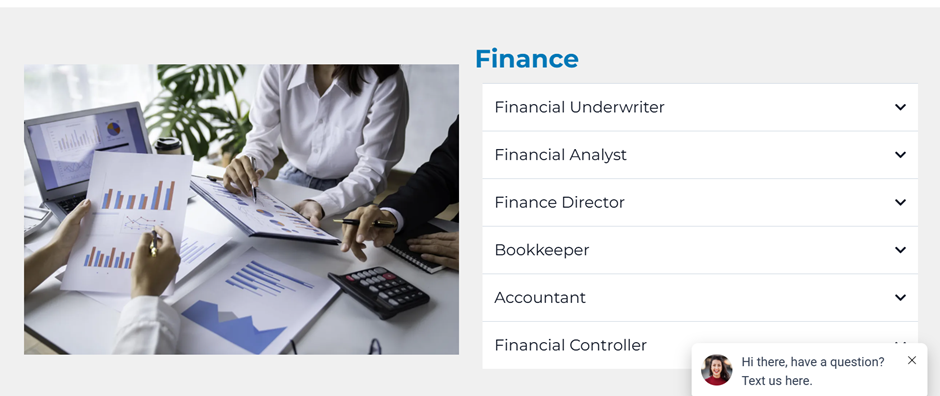 Finance
Financial Underwriter
Financial Analyst
Finance Director
Bookkeeper
Accountant
Financial Controller
Hi there, have a question?
Text us here.